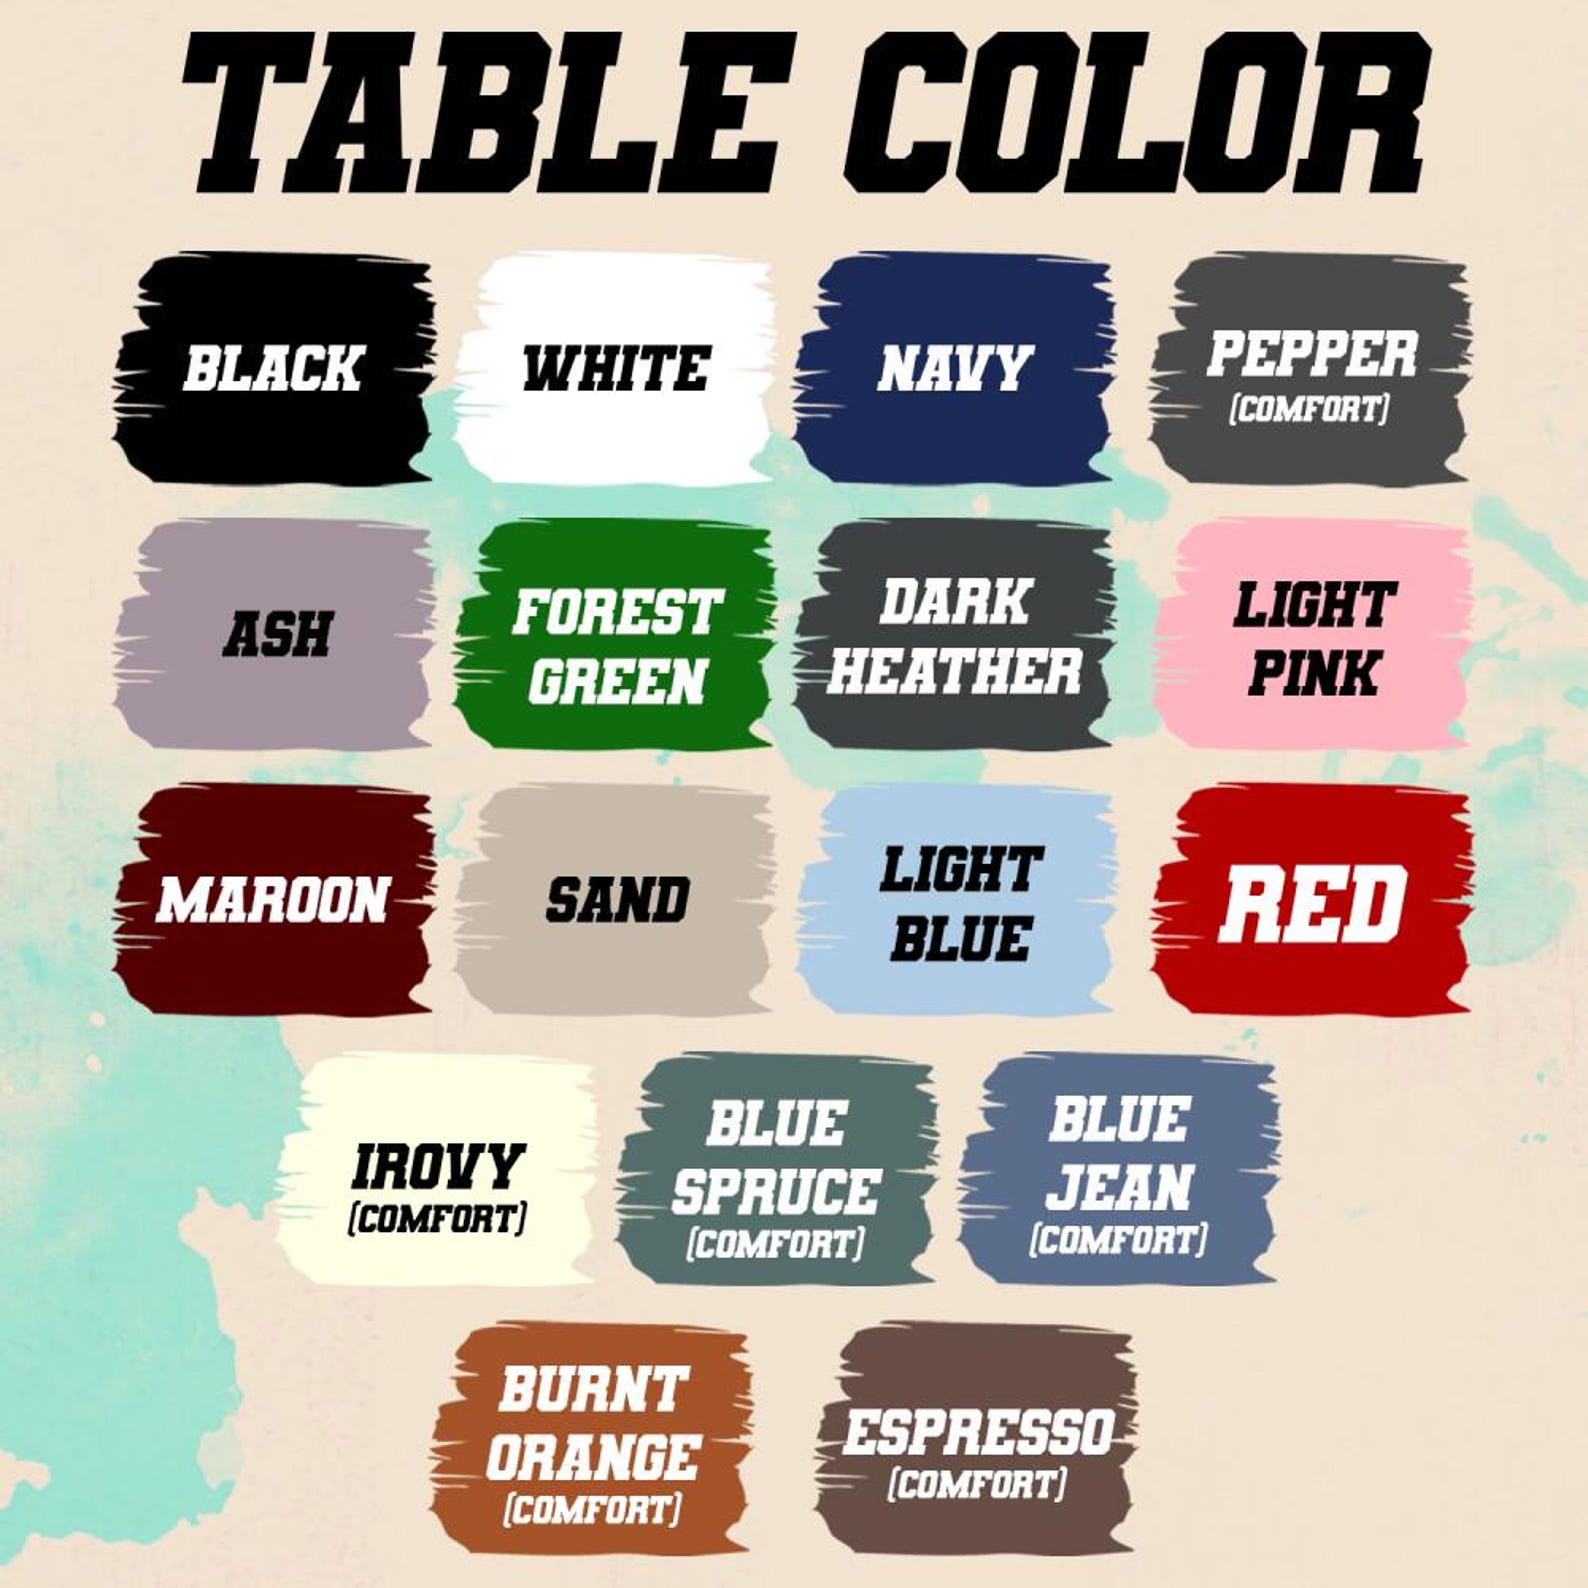 TABLE COLOR
BLACK
WHITE
NAVY
PEPPER
(COMFORT)
ASH
FOREST
GREEN
DARK
HEATHER
LIGHT
PINK
MAROON
SAND
LIGHT
BLUE
RED
IROVY
(COMFORT)
BLUE
SPRUCE
(COMFORT)
BLUE
JEAN
(COMFORT)
BURNT
ORANGE
(COMFORT)
ESPRESSO
(COMFORT)